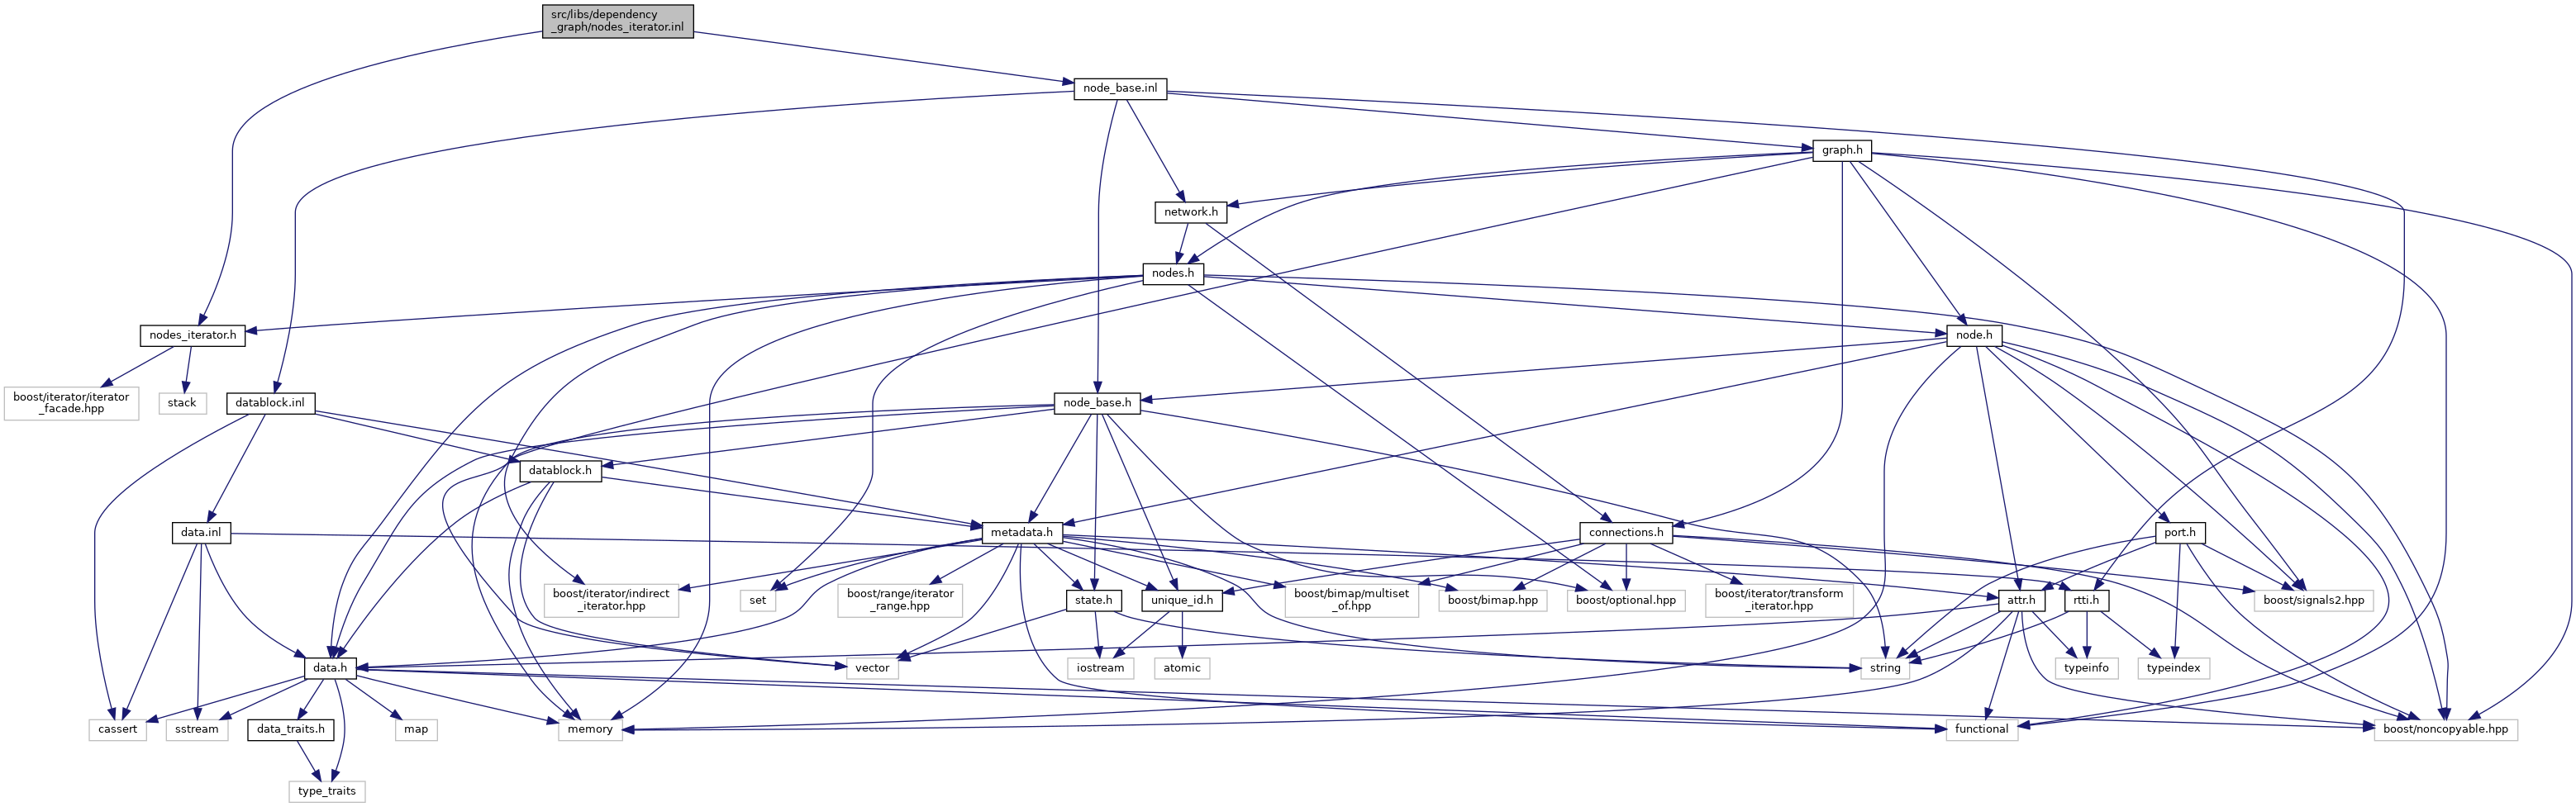 src/libs/dependency
_graph/nodes_iterator.inl
node_base.inl
graph.h
network.h
nodes.h
nodes_iterator.h
node.h
boost/iterator/iterator
_facade.hpp
stack
datablock.inl
node_base.h
datablock.h
data.inl
metadata.h
connections.h
port.h
boost/iterator/indirect
_iterator.hpp
set
boost/range/iterator
_range.hpp
state.h
unique_id.h
boost/bimap/multiset
_of.hpp
boost/bimap.hpp
boost/optional.hpp
boost/iterator/transform
_iterator.hpp
attr.h
rtti.h
boost/signals2.hpp
data.h
vector
iostream
atomic
string
typeinfo
typeindex
cassert
sstream
data_traits.h
map
memory
functional
boost/noncopyable.hpp
type_traits